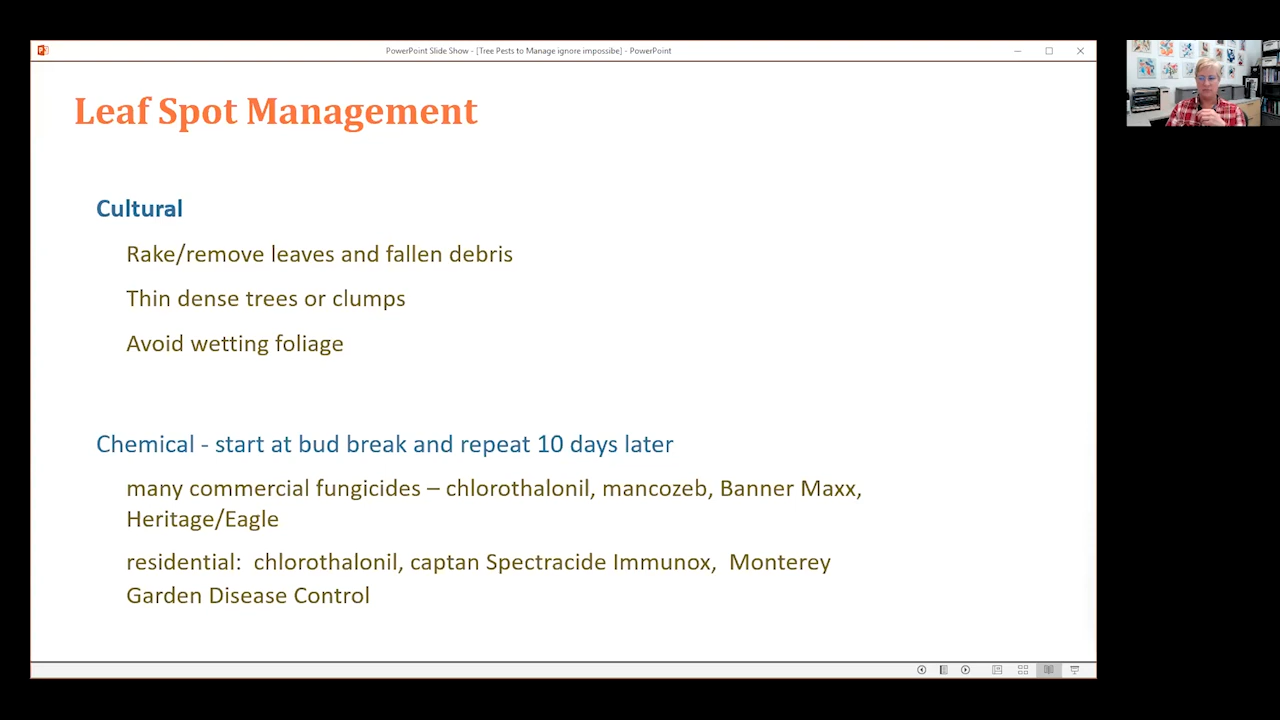 PowerPoint Slide Show - [Tree Pests to Manage ignore impossibe] - PowerPoint
Leaf Spot Management
Cultural
Rake/remove leaves and fallen debris
Thin dense trees or clumps
Avoid wetting foliage
Chemical - start at bud break and repeat 10 days later
many commercial fungicides – chlorothalonil, mancozeb, Banner Maxx,
Heritage/Eagle
residential:  chlorothalonil, captan Spectracide Immunox,  Monterey
Garden Disease Control